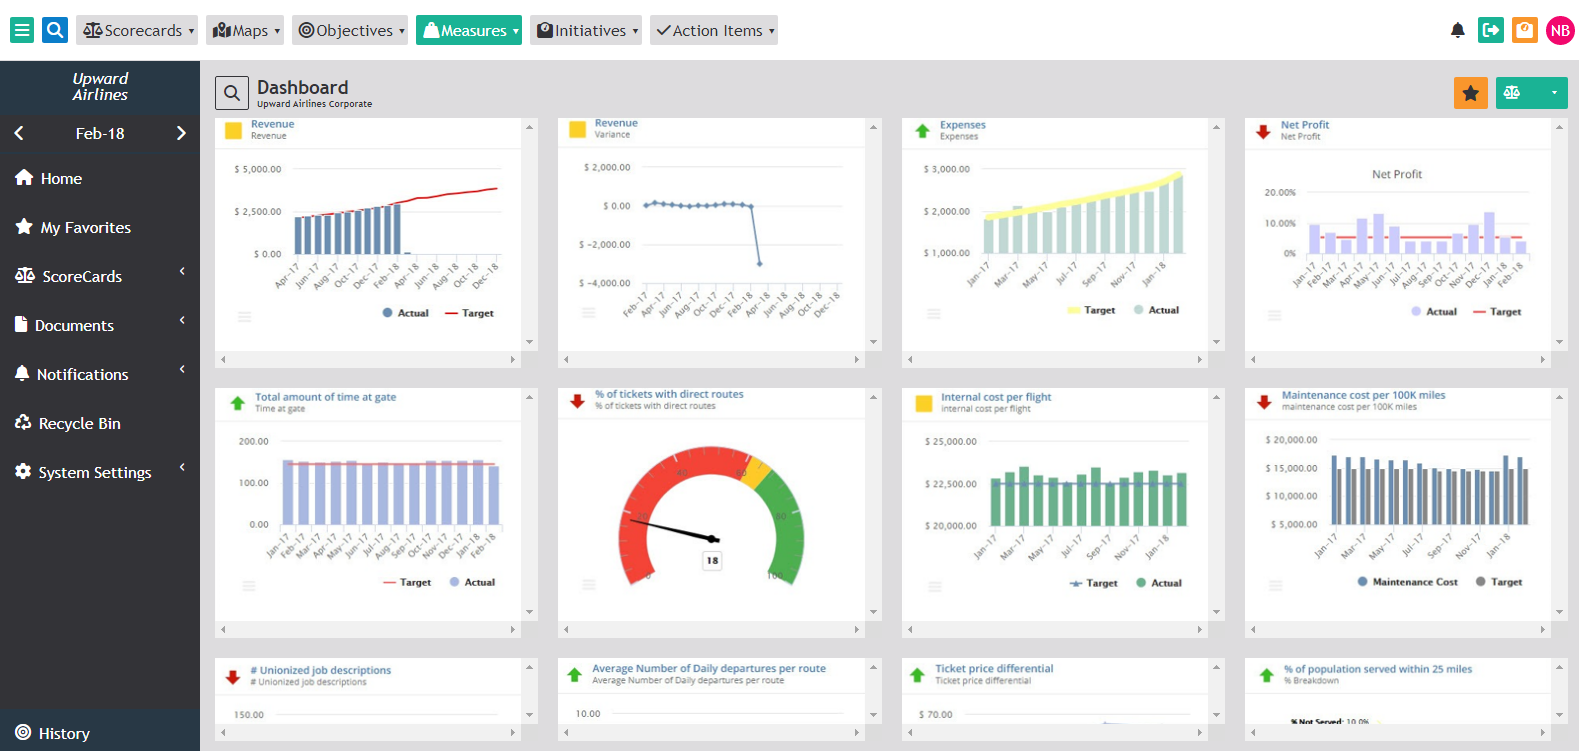 Scorecards
Maps
Objectives
Measures
Initiatives
Action Items
NB
Upward
Airlines
Feb-18
Home
My Favorites
ScoreCards
Documents
Notifications
Recycle Bin
System Settings
History
Dashboard
Upward Airlines Corporate
Revenue
Revenue
$ 5,000.00
$ 2,500.00
$ 0.00
Apr-17
Jun-17
Aug-17
Oct-17
Dec-17
Feb-18
Apr-18
Jun-18
Aug-18
Oct-18
Dec-18
Actual
Target
Revenue
Variance
$ 2,000.00
$ 0.00
$ -2,000.00
$ -4,000.00
Feb-17
Apr-17
Jun-17
Aug-17
Oct-17
Dec-17
Feb-18
Apr-18
Jun-18
Aug-18
Oct-18
Dec-18
Expenses
Expenses
$ 3,000.00
$ 2,000.00
$ 1,000.00
Jan-17
Mar-17
May-17
Jul-17
Sep-17
Nov-17
Jan-18
Target
Actual
Net Profit
Net Profit
Net Profit
20.00%
10.00%
0%
Jan-17
Feb-17
Mar-17
Apr-17
May-17
Jun-17
Jul-17
Aug-17
Sep-17
Oct-17
Nov-17
Dec-17
Jan-18
Feb-18
Actual
Target
Total amount of time at gate
Time at gate
200.00
100.00
0.00
Jan-17
Feb-17
Mar-17
Apr-17
May-17
Jun-17
Jul-17
Aug-17
Sep-17
Oct-17
Nov-17
Dec-17
Jan-18
Feb-18
Target
Actual
% of tickets with direct routes
% of tickets with direct routes
0
20
40
60
80
100
18
Internal cost per flight
internal cost per flight
$ 25,000.00
$ 22,500.00
$ 20,000.00
Jan-17
Mar-17
May-17
Jul-17
Sep-17
Nov-17
Jan-18
Target
Actual
Maintenance cost per 100K miles
maintenance cost per 100K miles
$ 20,000.00
$ 15,000.00
$ 10,000.00
$ 5,000.00
Jan-17
Mar-17
May-17
Jul-17
Sep-17
Nov-17
Jan-18
Maintenance Cost
Target
# Unionized job descriptions
# Unionized job descriptions
150.00
Average Number of Daily departures per route
Average Number of Daily departures per route
10.00
Ticket price differential
Ticket price differential
$ 70.00
% of population served within 25 miles
% Breakdown
% Not Served: 10.0%